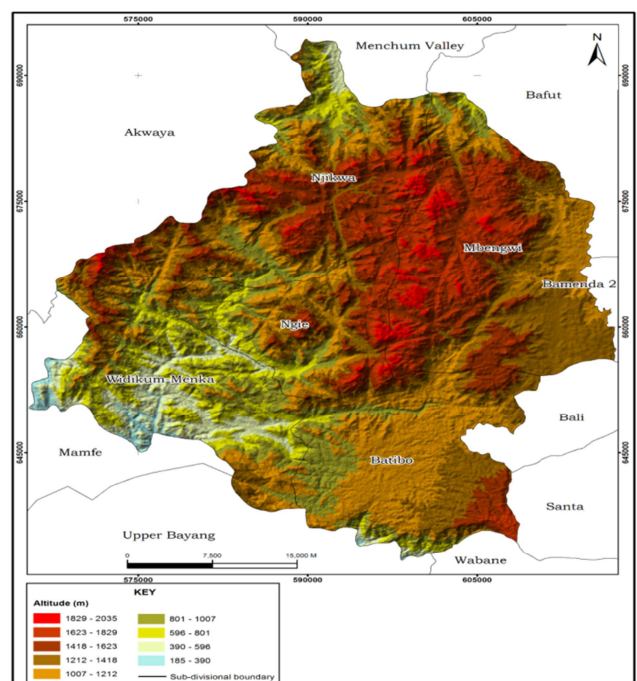 575000 590000 605000
Menchum Valley
N
690000
690000
Bafut
Akwaya
Njikwa
675000
675000
Mbengwi
Bamenda 2
660000
660000
Ngie
Widikum-Menka
Bali
Mamfe
645000
645000
Batibo
Santa
Upper Bayang
0 7,500 15,000 M
Wabane
575000 590000 605000
KEY
Altitude (m)
1829 - 2035
1623 - 1829
1418 - 1623
1212 - 1418
1007 - 1212
801 - 1007
596 - 801
390 - 596
185 - 390
Sub-divisional boundary